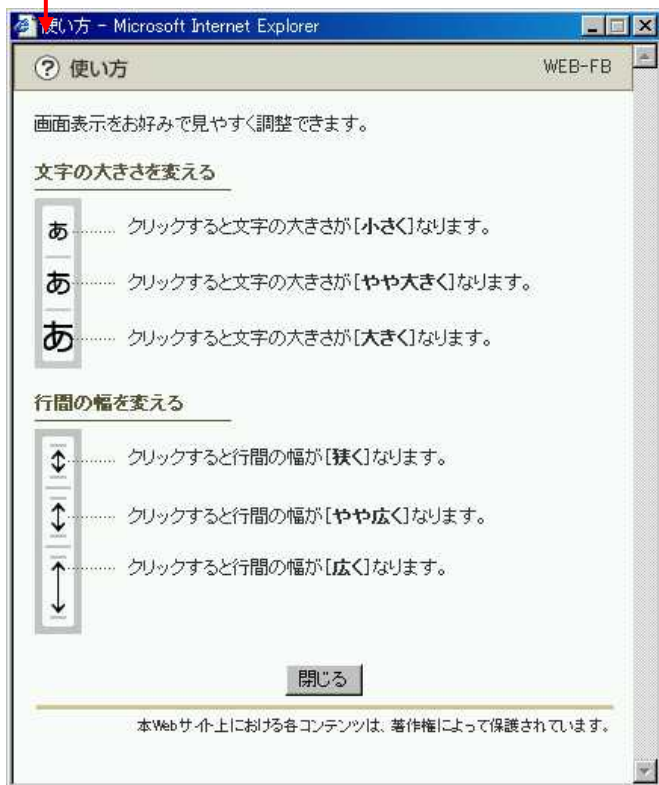 使い方 - Microsoft Internet Explorer
? 使い方 WEB-FB
画面表示をお好みで見やすく調整できます。
文字の大きさを変える
あ クリックすると文字の大きさが[小さく]なります。
あ クリックすると文字の大きさが[やや大きく]なります。
あ クリックすると文字の大きさが[大きく]なります。
行間の幅を変える
クリックすると行間の幅が[狭く]なります。
クリックすると行間の幅が[やや広く]なります。
クリックすると行間の幅が[広く]なります。
閉じる
本Webサイト上における各コンテンツは、著作権によって保護されています。